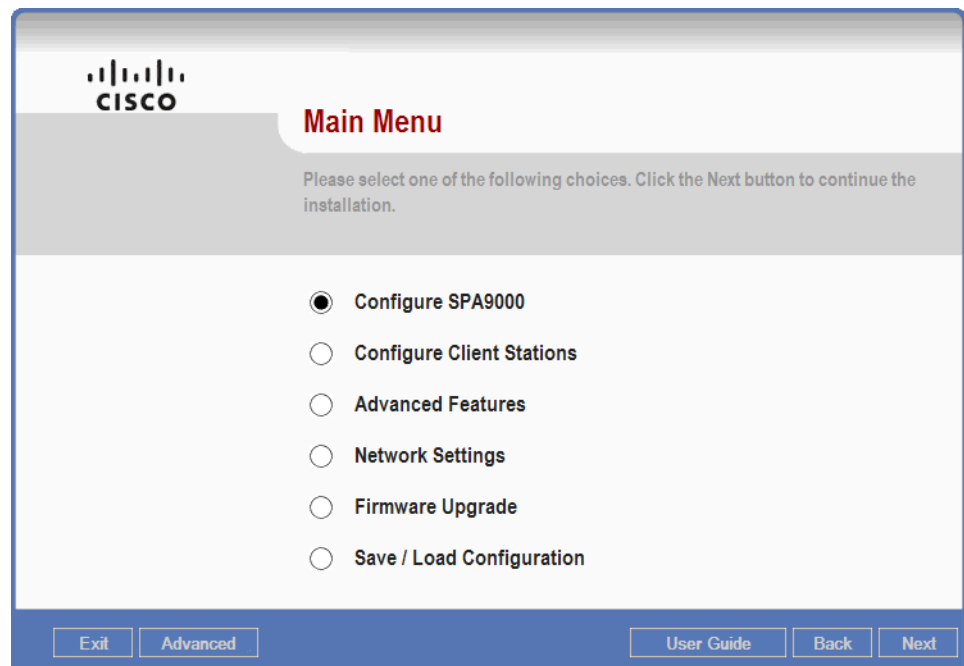 CISCO
Main Menu
Please select one of the following choices. Click the Next button to continue the
installation.
Configure SPA9000
Configure Client Stations
Advanced Features
Network Settings
Firmware Upgrade
Save / Load Configuration
Exit
Advanced
User Guide
Back
Next